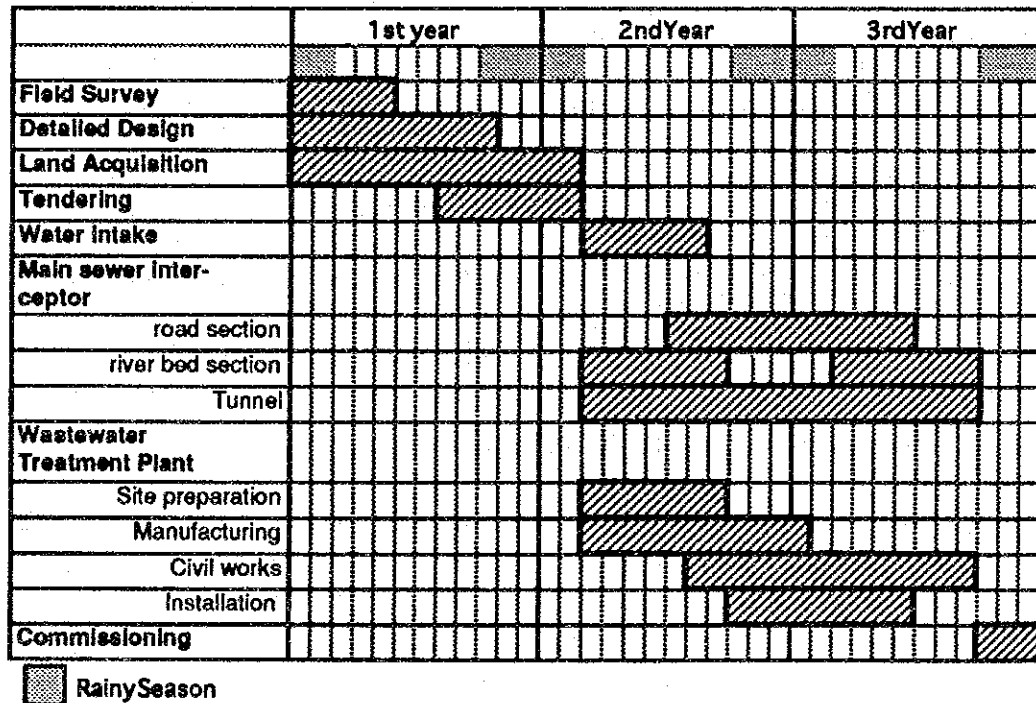 1st year 2ndYear 3rdYear
Field Survey
Detailed Design
Land Acquisition
Tendering
Water Intake
Main sewer inter-
ceptor
road section
river bed section
Tunnel
Wastewater
Treatment Plant
Site preparation
Manufacturing
Civil works
Installation
Commissioning
RainySeason